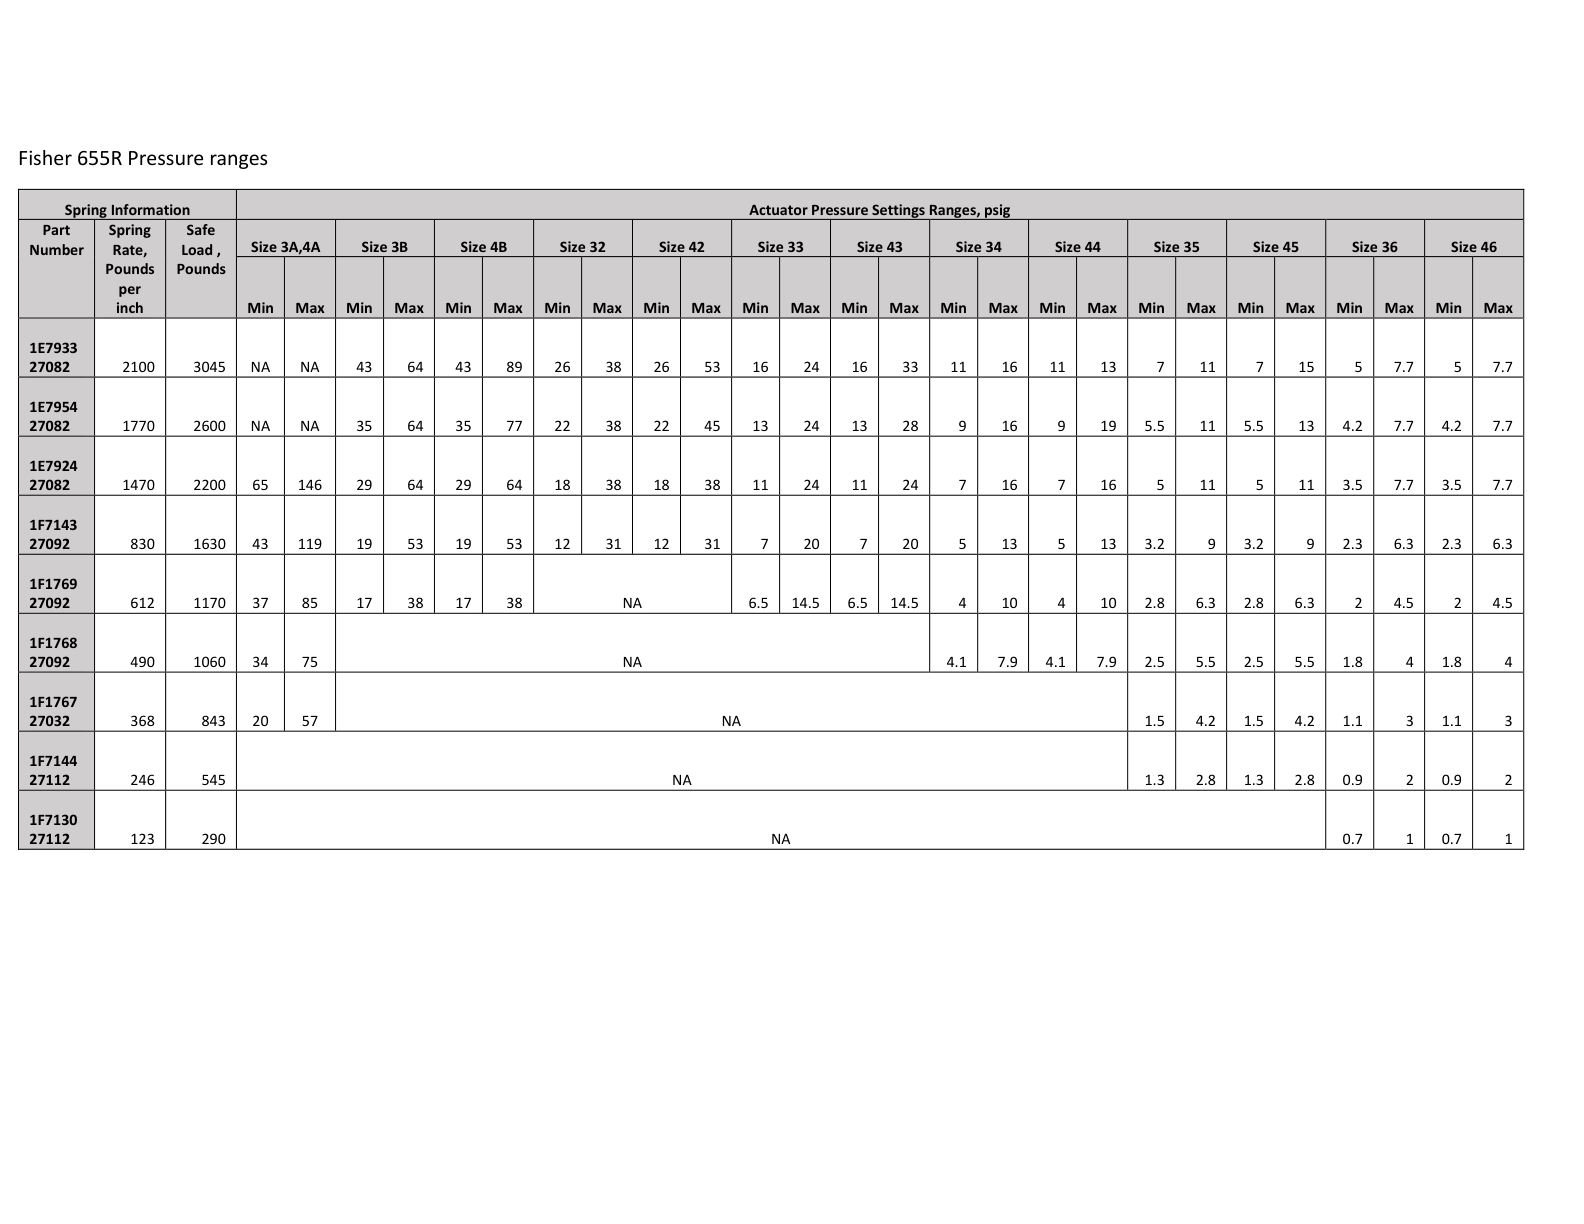 Fisher 655R Pressure ranges
Spring Information Actuator Pressure Settings Ranges, psig
Part Number Spring Rate, Pounds per inch Safe Load , Pounds Size 3A,4A Size 3B Size 4B Size 32 Size 42 Size 33 Size 43 Size 34 Size 44 Size 35 Size 45 Size 36 Size 46
Min Max Min Max Min Max Min Max Min Max Min Max Min Max Min Max Min Max Min Max Min Max Min Max Min Max
1E7933
27082 2100 3045 NA NA 43 64 43 89 26 38 26 53 16 24 16 33 11 16 11 13 7 11 7 15 5 7.7 5 7.7
1E7954
27082 1770 2600 NA NA 35 64 35 77 22 38 22 45 13 24 13 28 9 16 9 19 5.5 11 5.5 13 4.2 7.7 4.2 7.7
1E7924
27082 1470 2200 65 146 29 64 29 64 18 38 18 38 11 24 11 24 7 16 7 16 5 11 5 11 3.5 7.7 3.5 7.7
1F7143
27092 830 1630 43 119 19 53 19 53 12 31 12 31 7 20 7 20 5 13 5 13 3.2 9 3.2 9 2.3 6.3 2.3 6.3
1F1769
27092 612 1170 37 85 17 38 17 38 NA 6.5 14.5 6.5 14.5 4 10 4 10 2.8 6.3 2.8 6.3 2 4.5 2 4.5
1F1768
27092 490 1060 34 75 NA 4.1 7.9 4.1 7.9 2.5 5.5 2.5 5.5 1.8 4 1.8 4
1F1767
27032 368 843 20 57 NA 1.5 4.2 1.5 4.2 1.1 3 1.1 3
1F7144
27112 246 545 NA 1.3 2.8 1.3 2.8 0.9 2 0.9 2
1F7130
27112 123 290 NA 0.7 1 0.7 1